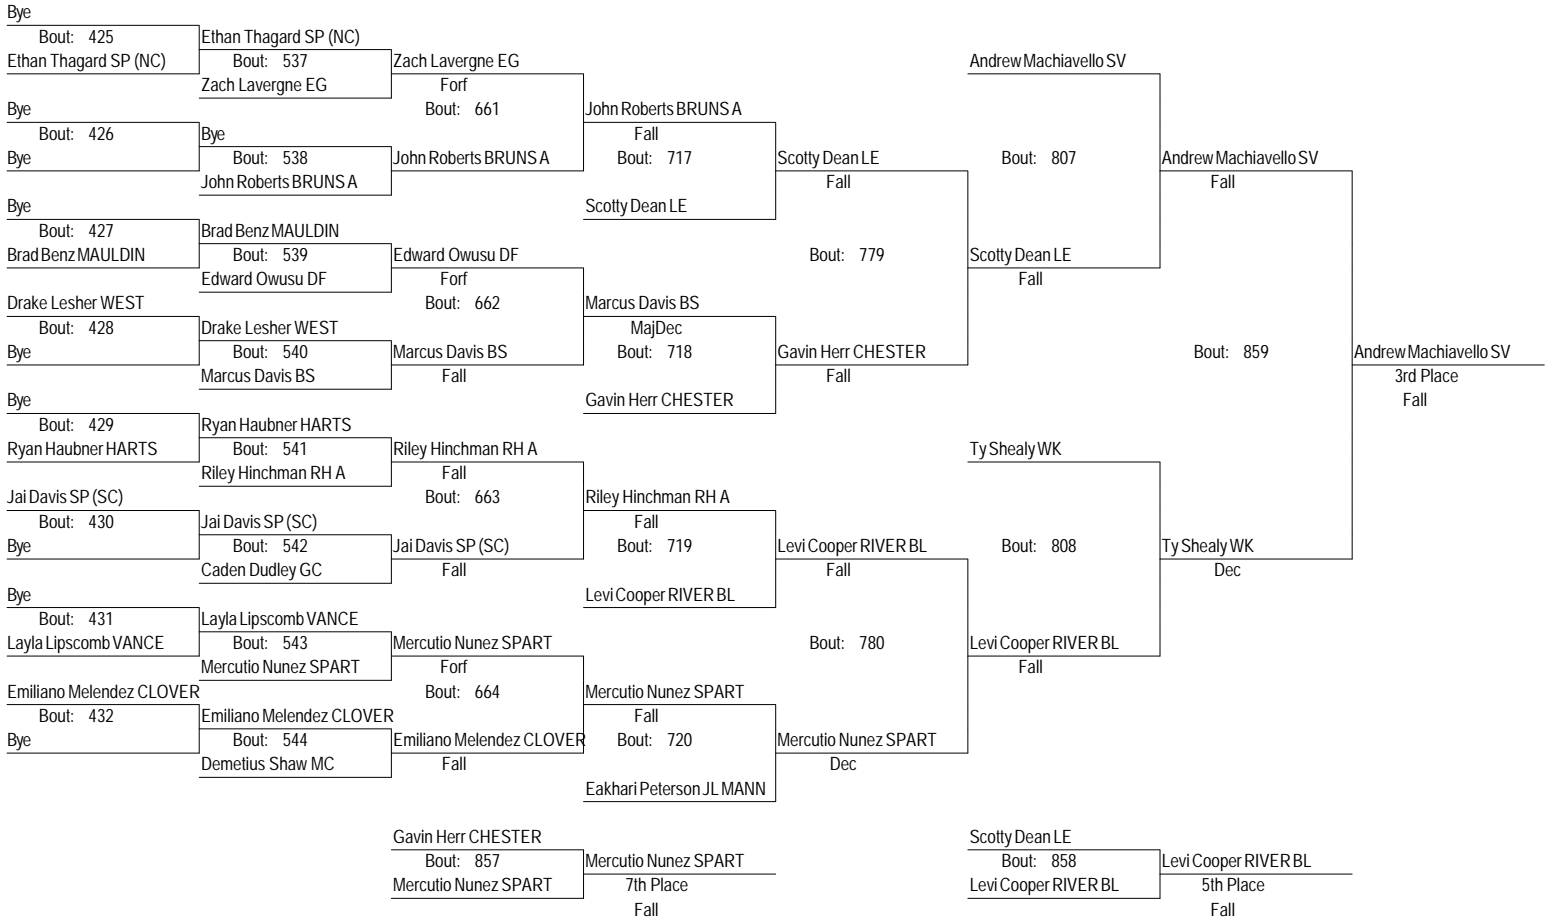 Bye
Bout: 425
Ethan Thagard SP (NC)
Ethan Thagard SP (NC)
Bout: 537
Zach Lavergne EG
Zach Lavergne EG
Forf
Bout: 661
Bye
Bout: 426
Bye
Bye
Bout: 538
John Roberts BRUNS A
John Roberts BRUNS A
John Roberts BRUNS A
Fall
Bout: 717
Scotty Dean LE
Scotty Dean LE
Fall
Bye
Bout: 427
Brad Benz MAULDIN
Brad Benz MAULDIN
Bout: 539
Edward Owusu DF
Edward Owusu DF
Forf
Bout: 662
Drake Lesher WEST
Bout: 428
Bye
Drake Lesher WEST
Bout: 540
Marcus Davis BS
Marcus Davis BS
Fall
Marcus Davis BS
MajDec
Bout: 718
Gavin Herr CHESTER
Gavin Herr CHESTER
Fall
Bout: 779
Scotty Dean LE
Fall
Andrew Machiavello SV
Bout: 807
Andrew Machiavello SV
Fall
Bye
Bout: 429
Ryan Haubner HARTS
Ryan Haubner HARTS
Bout: 541
Riley Hinchman RH A
Riley Hinchman RH A
Fall
Bout: 663
Jai Davis SP (SC)
Bout: 430
Bye
Jai Davis SP (SC)
Bout: 542
Caden Dudley GC
Jai Davis SP (SC)
Fall
Riley Hinchman RH A
Fall
Bout: 719
Levi Cooper RIVER BL
Levi Cooper RIVER BL
Fall
Bye
Bout: 431
Layla Lipscomb VANCE
Layla Lipscomb VANCE
Bout: 543
Mercutio Nunez SPART
Mercutio Nunez SPART
Forf
Bout: 664
Emiliano Melendez CLOVER
Bout: 432
Bye
Emiliano Melendez CLOVER
Bout: 544
Demetius Shaw MC
Emiliano Melendez CLOVER
Fall
Mercutio Nunez SPART
Fall
Bout: 720
Eakhari Peterson JL MANN
Mercutio Nunez SPART
Dec
Bout: 780
Levi Cooper RIVER BL
Fall
Ty Shealy WK
Bout: 808
Ty Shealy WK
Dec
Bout: 859
Andrew Machiavello SV
3rd Place
Fall
Gavin Herr CHESTER
Bout: 857
Mercutio Nunez SPART
Mercutio Nunez SPART
7th Place
Fall
Scotty Dean LE
Bout: 858
Levi Cooper RIVER BL
Levi Cooper RIVER BL
5th Place
Fall